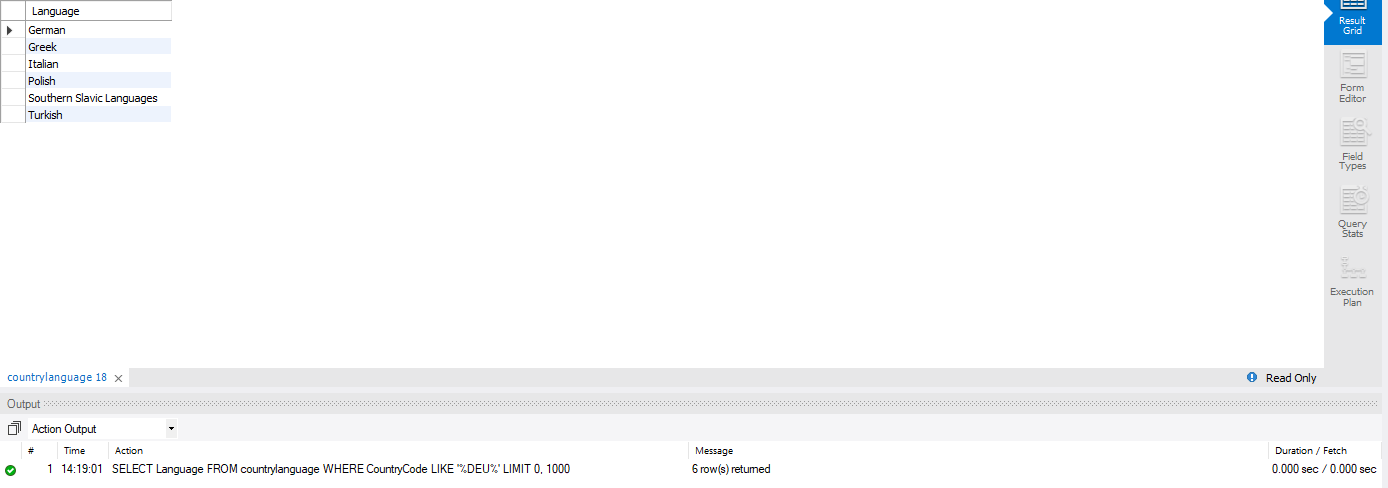 Language
German
Greek
Italian
Polish
Southern Slavic Languages
Turkish
Result
Grid
Form
Editor
Field
Types
Query
Stats
Execution
Plan
countrylanguage 18
Read Only
Output
Action Output
# Time Action Message Duration / Fetch
1 14:19:01 SELECT Language FROM countrylanguage WHERE CountryCode LIKE '%DEU%' LIMIT 0, 1000 6 row(s) returned 0.000 sec / 0.000 sec